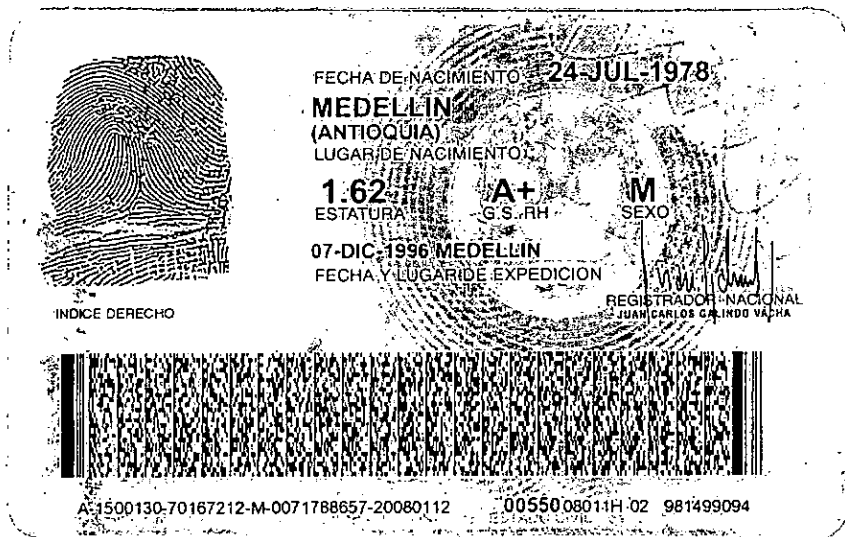 FECHA DE NACIMIENTO 24-JUL-1978
MEDELLIN
(ANTIOQUIA)
LUGAR DE NACIMIENTO
1.62 A+ M
ESTATURA G.S. RH SEXO
07-DIC-1996 MEDELLIN
FECHA Y LUGAR DE EXPEDICION
INDICE DERECHO
REGISTRADOR NACIONAL
JUAN CARLOS GALINDO VACHA
A-1500130-70167212-M-0071788657-20080112 0055008011H 02 981499094